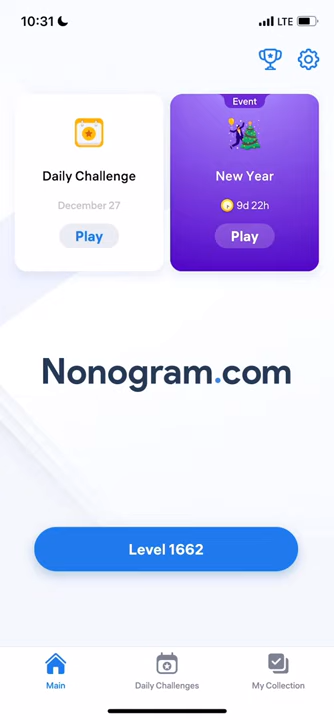 10:31
LTE
Event
Daily Challenge
New Year
December 27
9d 22h
Play
Play
Nonogram.com
Level 1662
Main
Daily Challenges
My Collection